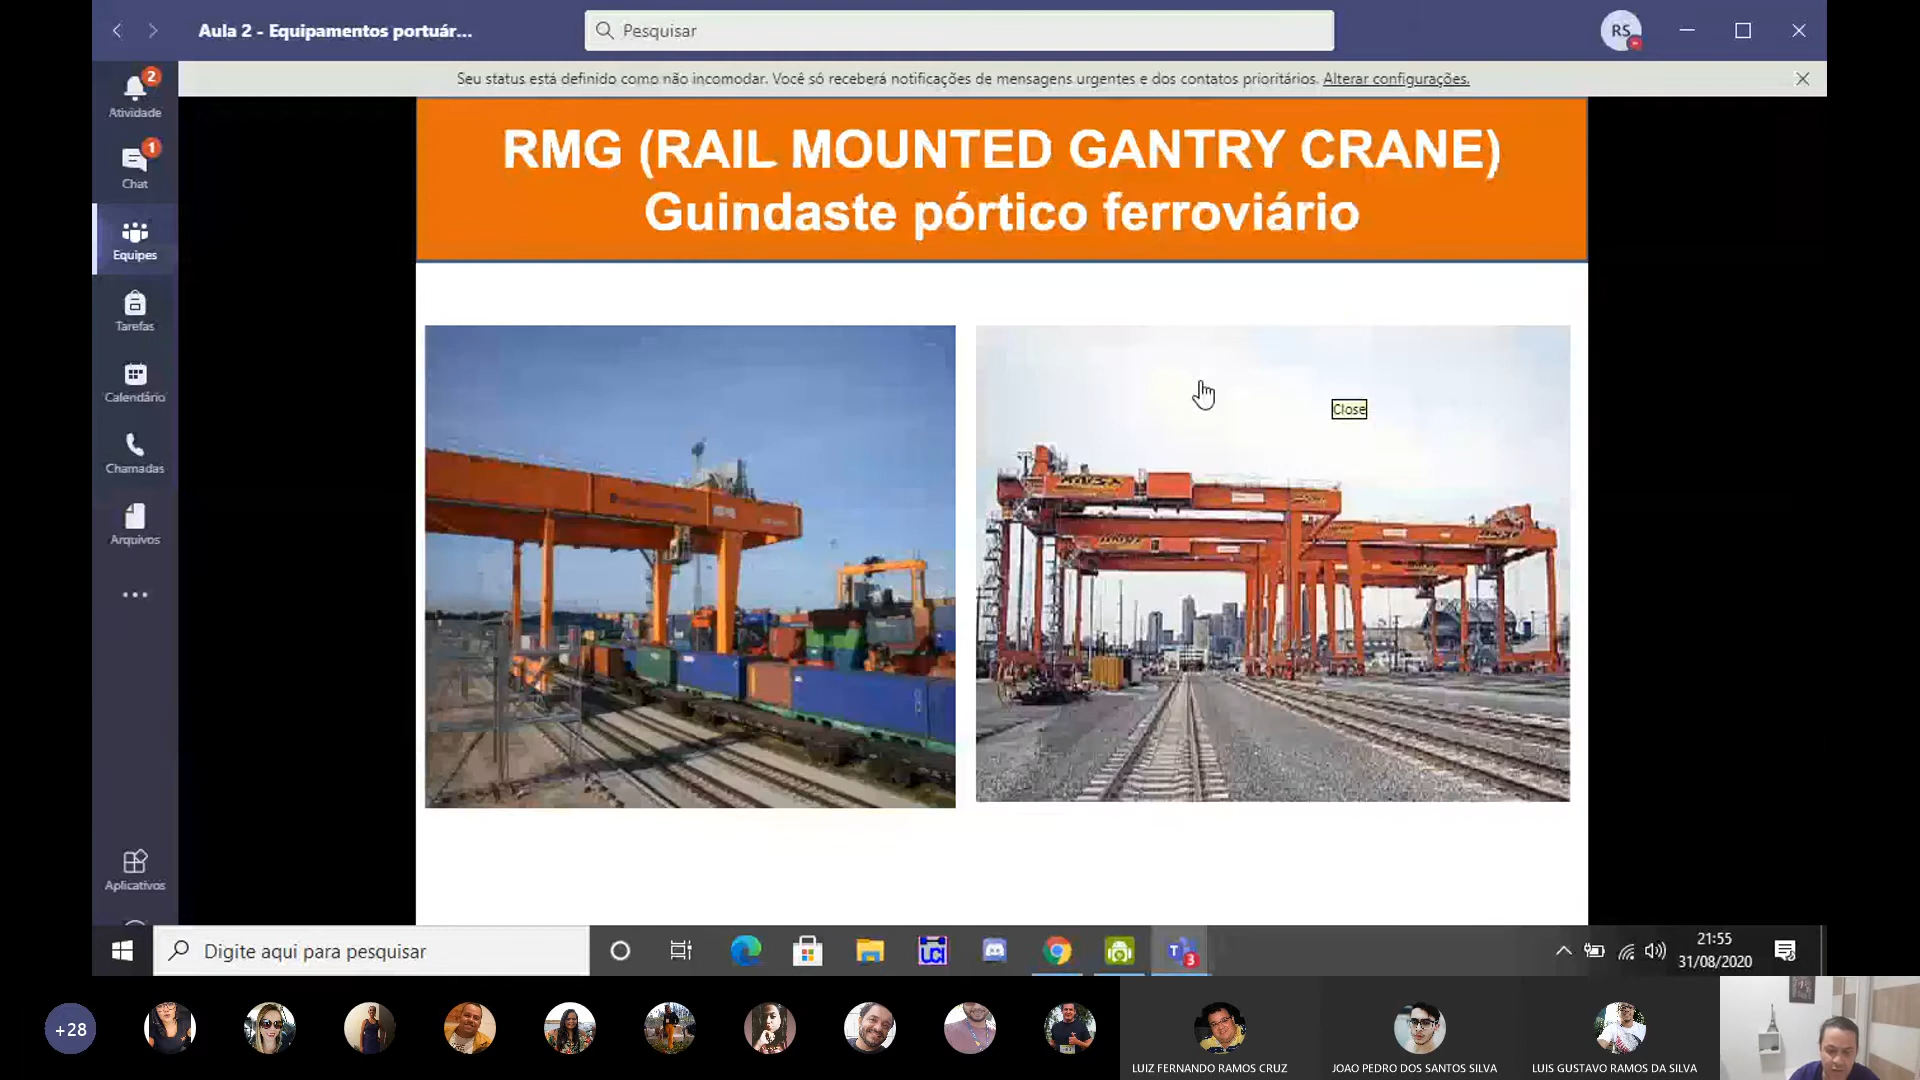 Aula 2 - Equipamentos portuár...
Pesquisar
RS
Seu status está definido como não incomodar. Você só receberá notificações de mensagens urgentes e dos contatos prioritários. Alterar configurações.
2
Atividade
1
Chat
Equipes
Tarefas
Calendário
Chamadas
Arquivos
Aplicativos
RMG (RAIL MOUNTED GANTRY CRANE)
Guindaste pórtico ferroviário
Close
Digite aqui para pesquisar
3
21:55
31/08/2020
+28
LUIZ FERNANDO RAMOS CRUZ
JOAO PEDRO DOS SANTOS SILVA
LUIS GUSTAVO RAMOS DA SILVA